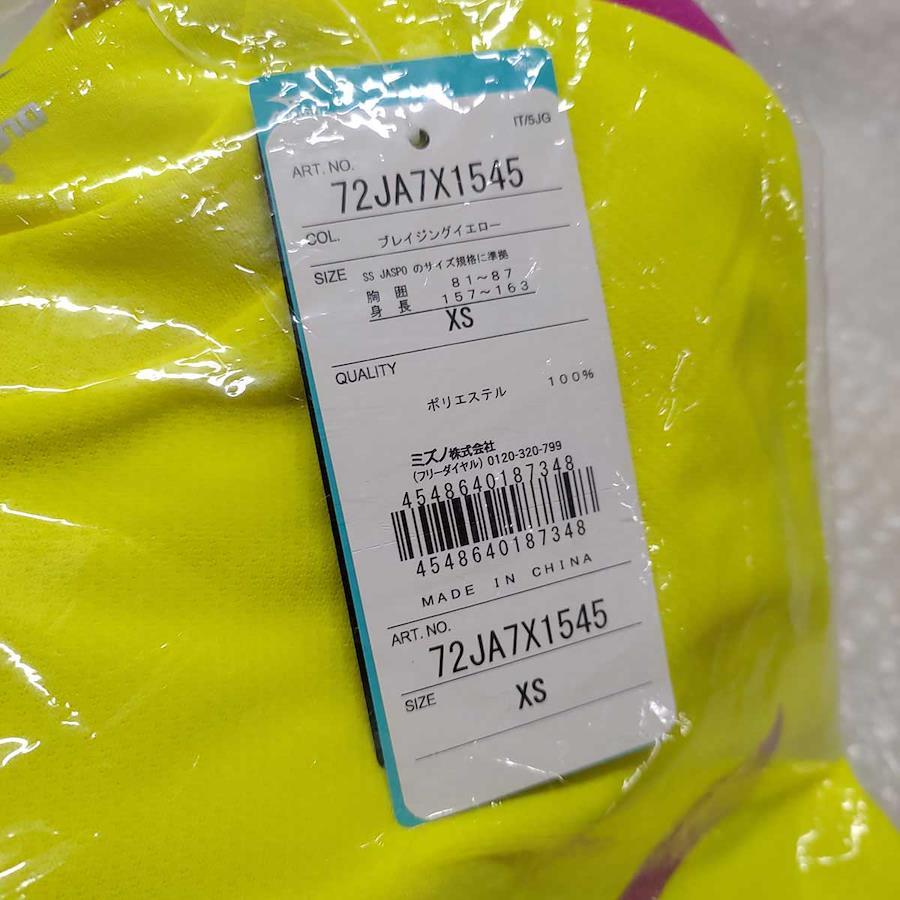 IT/5JG
ART. NO.
72JA7X1545
COL. ブレイジングイエロー
SIZE SS JASPO のサイズ規格に準拠
胸囲 81～87
身長 157～163
XS
QUALITY
ポリエステル 100%
ミズノ株式会社
(フリーダイヤル) 0120-320-799
4548640187348
4548640187348
MADE IN CHINA
ART. NO.
72JA7X1545
SIZE XS